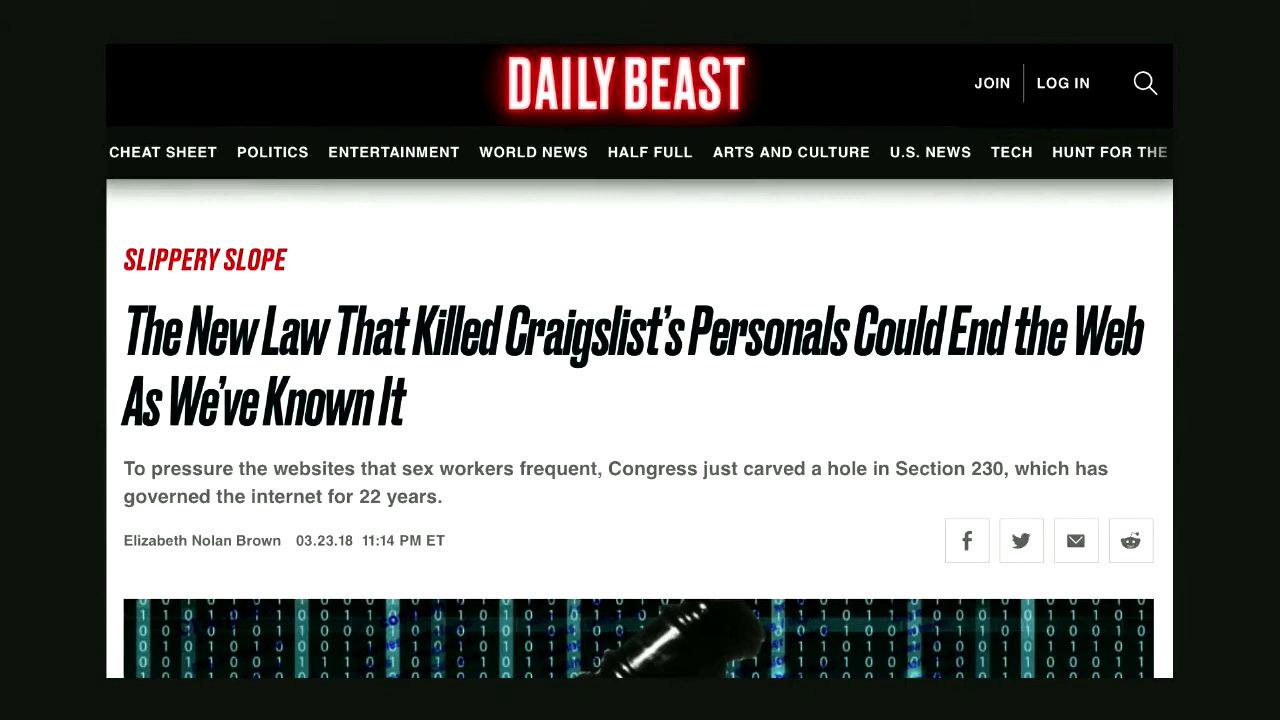 DAILY BEAST
JOIN
LOG IN
CHEAT SHEET POLITICS ENTERTAINMENT WORLD NEWS HALF FULL ARTS AND CULTURE U.S. NEWS TECH HUNT FOR THE
SLIPPERY SLOPE
The New Law That Killed Craigslist's Personals Could End the Web
As We've Known It
To pressure the websites that sex workers frequent, Congress just carved a hole in Section 230, which has
governed the internet for 22 years.
Elizabeth Nolan Brown 03.23.18 11:14 PM ET